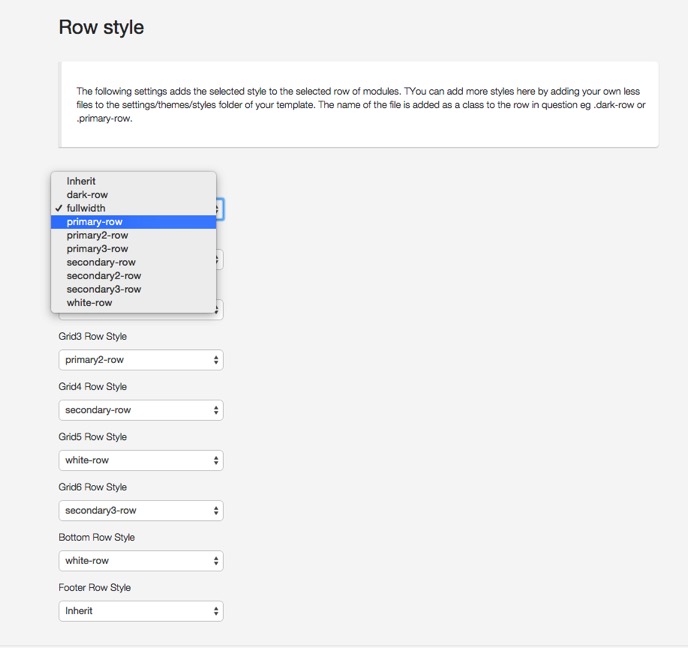 Row style
The following settings adds the selected style to the selected row of modules. TYou can add more styles here by adding your own less
files to the settings/themes/styles folder of your template. The name of the file is added as a class to the row in question eg .dark-row or
.primary-row.
Inherit
dark-row
✓ fullwidth
primary-row
primary2-row
primary3-row
secondary-row
secondary2-row
secondary3-row
white-row
Grid3 Row Style
primary2-row
Grid4 Row Style
secondary-row
Grid5 Row Style
white-row
Grid6 Row Style
secondary3-row
Bottom Row Style
white-row
Footer Row Style
Inherit